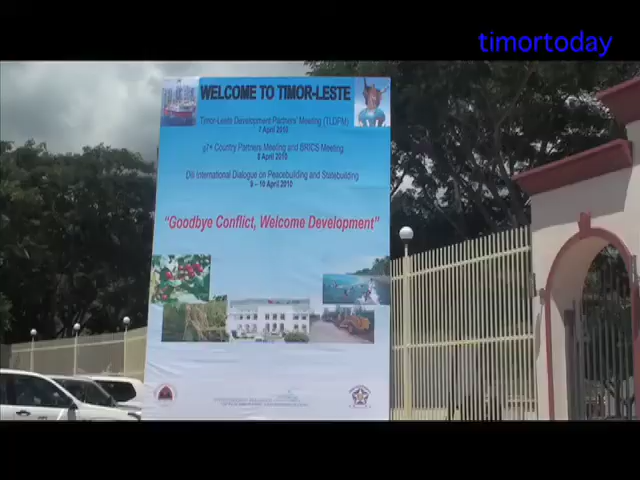 timortoday
WELCOME TO TIMOR-LESTE
Timor-Leste Development Partners' Meeting (TLDPM)
7 April 2010
g7+ Country Partners Meeting and BRICS Meeting
8 April 2010
Dili International Dialogue on Peacebuilding and Statebuilding
9 – 10 April 2010
"Goodbye Conflict, Welcome Development"